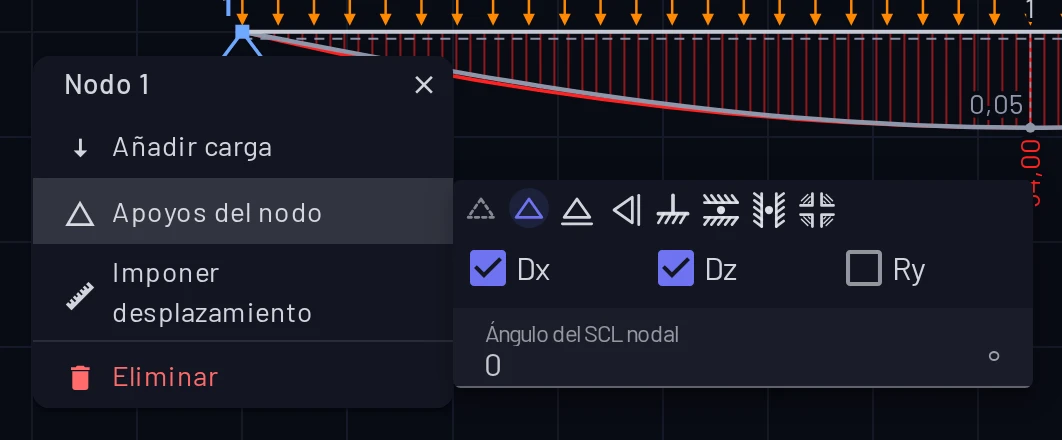 1
1
Nodo 1
0,05
Añadir carga
Apoyos del nodo
Imponer
desplazamiento
Dx
Dz
Ry
Ángulo del SCL nodal
0
°
Eliminar